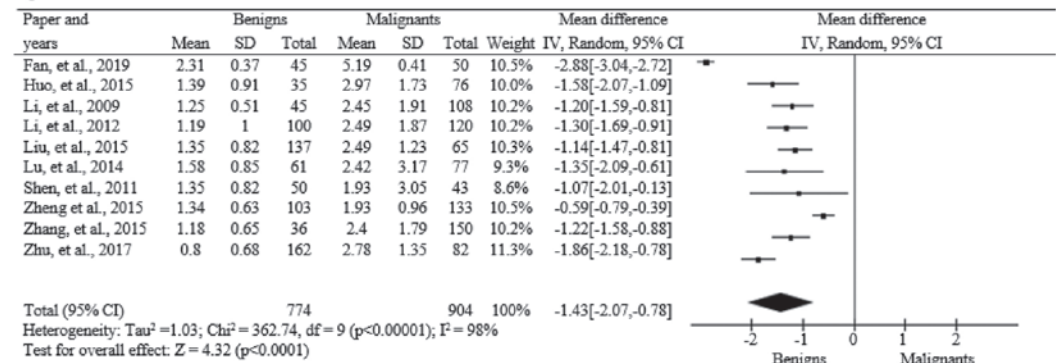 Paper and Benigns Malignants Mean difference Mean difference
years Mean SD Total Mean SD Total Weight IV, Random, 95% CI IV, Random, 95% CI
Fan, et al., 2019 2.31 0.37 45 5.19 0.41 50 10.5% -2.88[-3.04--2.72]
Huo, et al., 2015 1.39 0.91 35 2.97 1.73 76 10.0% -1.58[-2.07,-1.09]
Li, et al., 2009 1.25 0.51 45 2.45 1.91 108 10.2% -1.20[-1.59,-0.81]
Li, et al., 2012 1.19 1 100 2.49 1.87 120 10.2% -1.30[-1.69,-0.91]
Liu, et al., 2015 1.35 0.82 137 2.49 1.23 65 10.4% -1.14[-1.47,-0.81]
Lu, et al., 2014 1.58 0.85 61 2.42 3.17 77 9.3% -1.35[-2.09,-0.61]
Shen, et al., 2011 1.35 0.82 50 1.93 3.05 43 8.6% -1.07[-2.01,-0.13]
Zheng et al., 2015 1.34 0.63 103 1.93 0.96 133 10.5% -0.59[-0.79,-0.39]
Zhang, et al., 2015 1.18 0.65 36 2.4 1.79 150 10.2% -1.22[-1.58,-0.88]
Zhu, et al., 2017 0.8 0.68 162 2.78 1.35 82 11.3% -1.86[-2.18,-0.78]
Total (95% CI) 774 904 100% -1.43[-2.07,-0.78]
Heterogeneity: Tau² =1.03; Chi² = 362.74, df = 9 (p<0.00001); I² = 98%
Test for overall effect: Z = 4.32 (p<0.0001)
-2 -1 0 1 2
Benigns Malignants